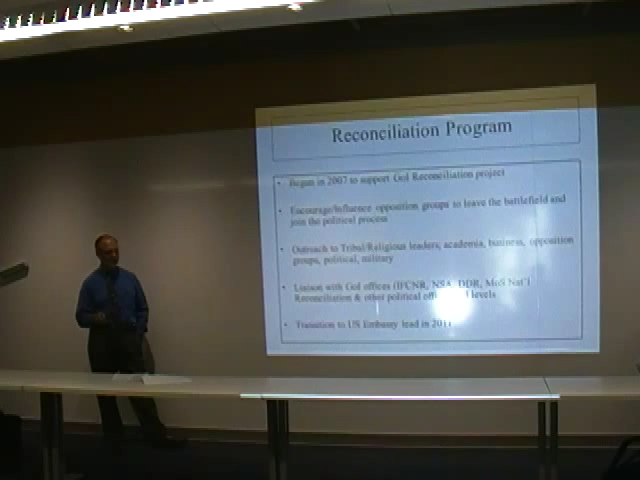 Reconciliation Program
• Began in 2007 to support GoI Reconciliation project
• Encourage/Influence opposition groups to leave the battlefield and
join the political process
• Outreach to Tribal/Religious leaders, academia, business, opposition
groups, political, military
• Liaison with GoI offices (IFCNR, NSA, DDR, MoS Nat'l
Reconciliation & other political levels
• Transition to US Embassy lead in 2011